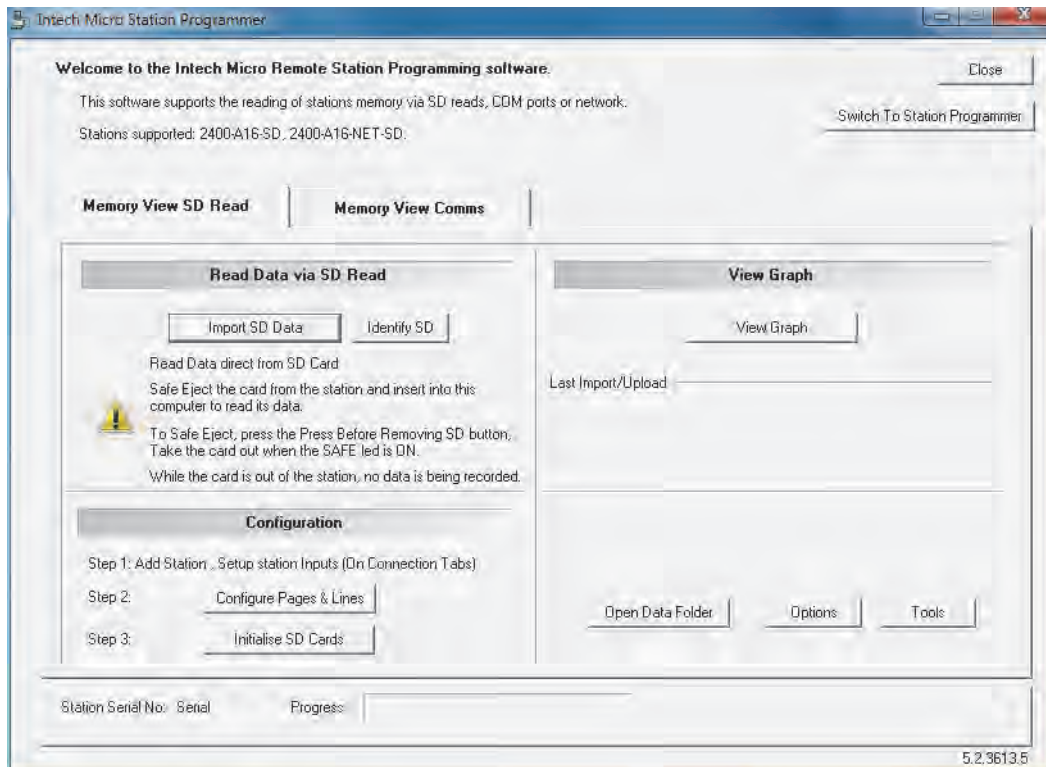 Intech Micro Station Programmer
Welcome to the Intech Micro Remote Station Programming software.
Close
This software supports the reading of stations memory via SD reads, COM ports or network.
Switch To Station Programmer
Stations supported: 2400-A16-SD, 2400-A16-NET-SD.
Memory View SD Read
Memory View Comms
Read Data via SD Read
Import SD Data
Identify SD
Read Data direct from SD Card
Safe Eject the card from the station and insert into this
computer to read its data.
To Safe Eject, press the Press Before Removing SD button,
Take the card out when the SAFE led is ON.
While the card is out of the station, no data is being recorded.
View Graph
View Graph
Last Import/Upload
Configuration
Step 1: Add Station , Setup station Inputs (On Connection Tabs)
Step 2:
Configure Pages & Lines
Step 3:
Initialise SD Cards
Open Data Folder
Options
Tools
Station Serial No: Serial
Progress:
5.2.3613.5